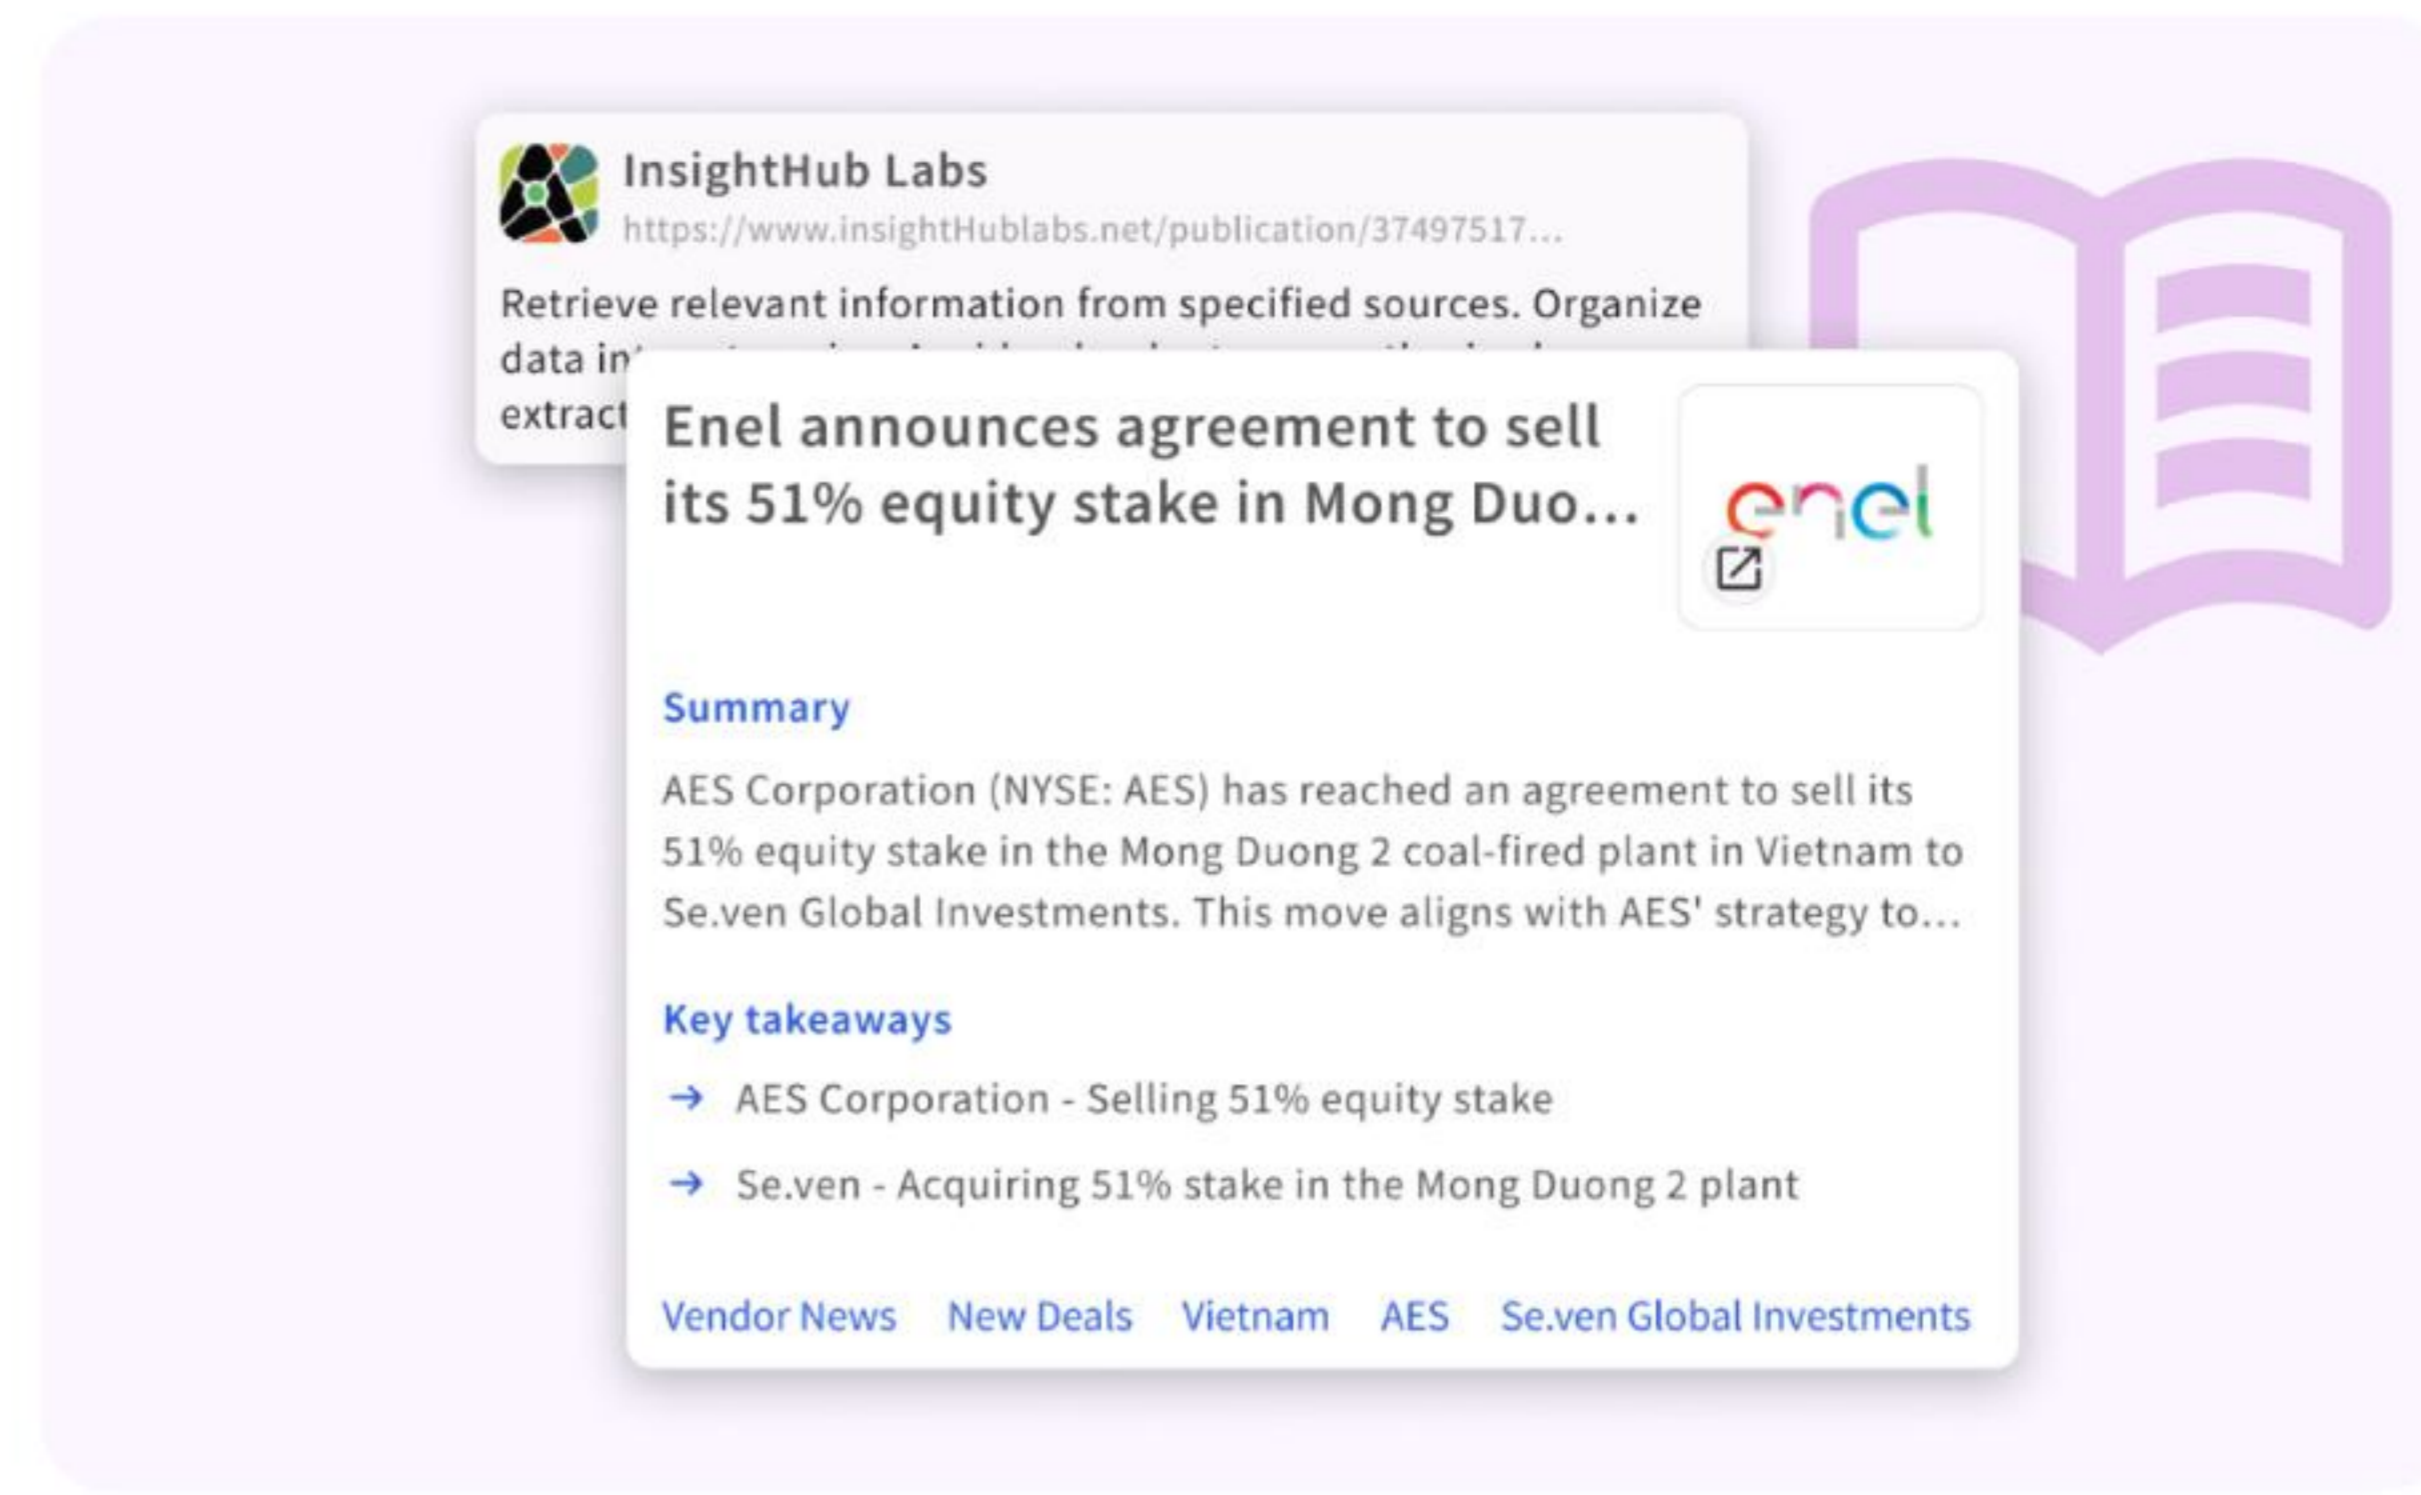 InsightHub Labs
https://www.insightHublabs.net/publication/37497517...
Retrieve relevant information from specified sources. Organize
data in
extract
Enel announces agreement to sell
its 51% equity stake in Mong Duo...
enel
Summary
AES Corporation (NYSE: AES) has reached an agreement to sell its
51% equity stake in the Mong Duong 2 coal-fired plant in Vietnam to
Se.ven Global Investments. This move aligns with AES' strategy to...
Key takeaways
→ AES Corporation - Selling 51% equity stake
→ Se.ven - Acquiring 51% stake in the Mong Duong 2 plant
Vendor News New Deals Vietnam AES Se.ven Global Investments